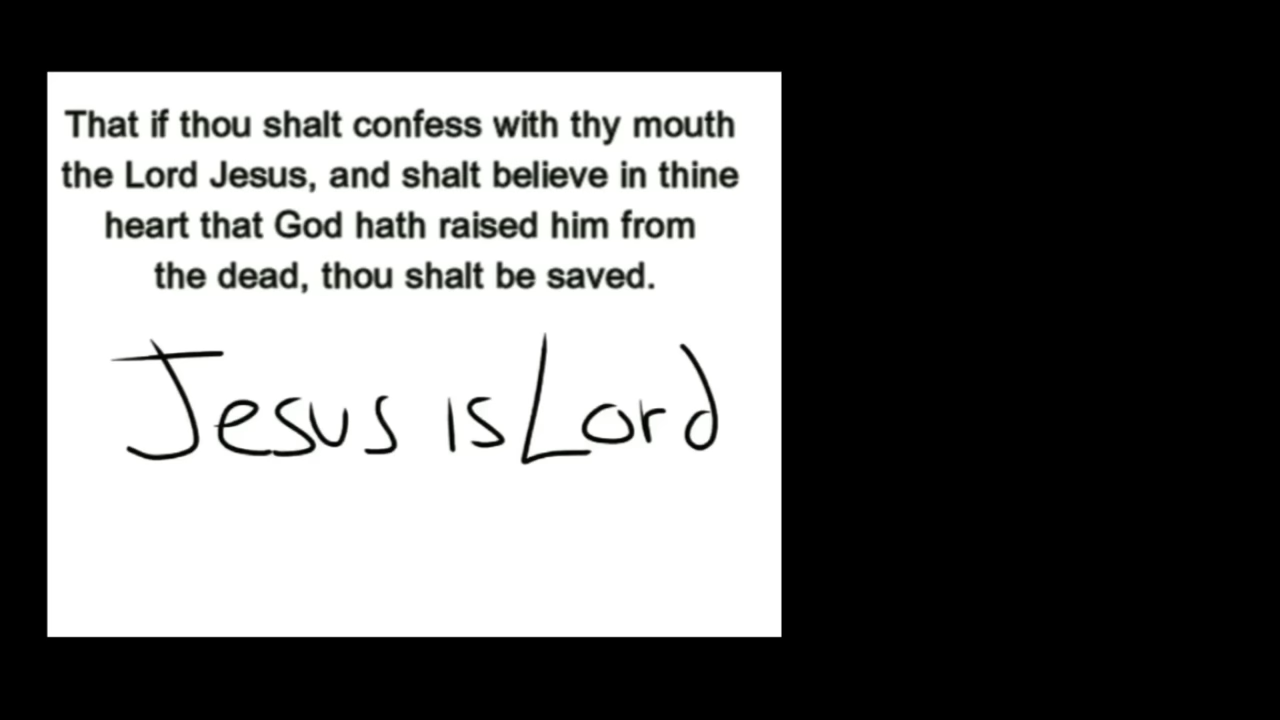 That if thou shalt confess with thy mouth
the Lord Jesus, and shalt believe in thine
heart that God hath raised him from
the dead, thou shalt be saved.
Jesus is Lord